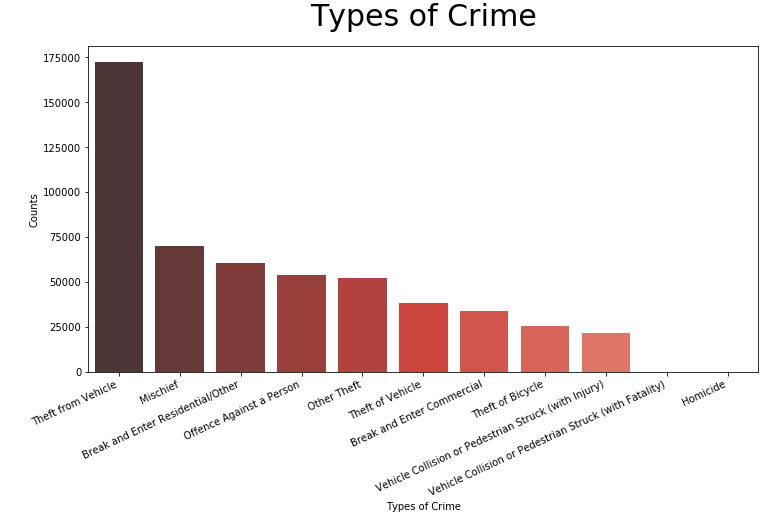 Types of Crime
175000
150000
125000
100000
75000
50000
25000
0
Counts
Theft from Vehicle
Mischief
Break and Enter Residential/Other
Offence Against a Person
Other Theft
Theft of Vehicle
Break and Enter Commercial
Theft of Bicycle
Vehicle Collision or Pedestrian Struck (with Injury)
Vehicle Collision or Pedestrian Struck (with Fatality)
Homicide
Types of Crime